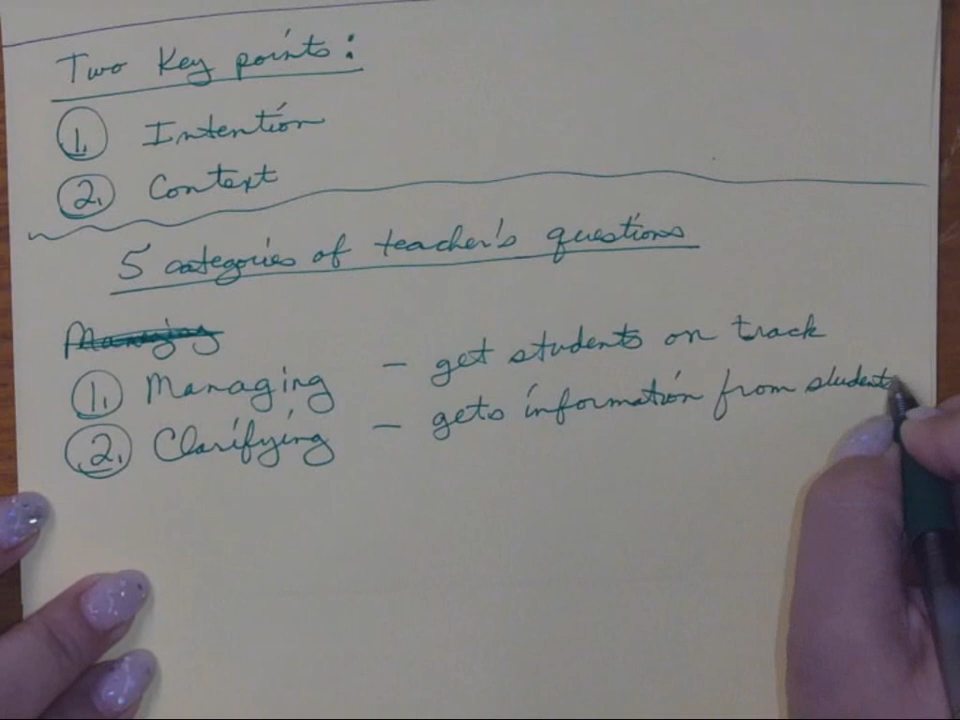 Two Key points:
1. Intention
2. Context
5 categories of teacher's questions
Managing
1. Managing - get students on track
2. Clarifying - gets information from students